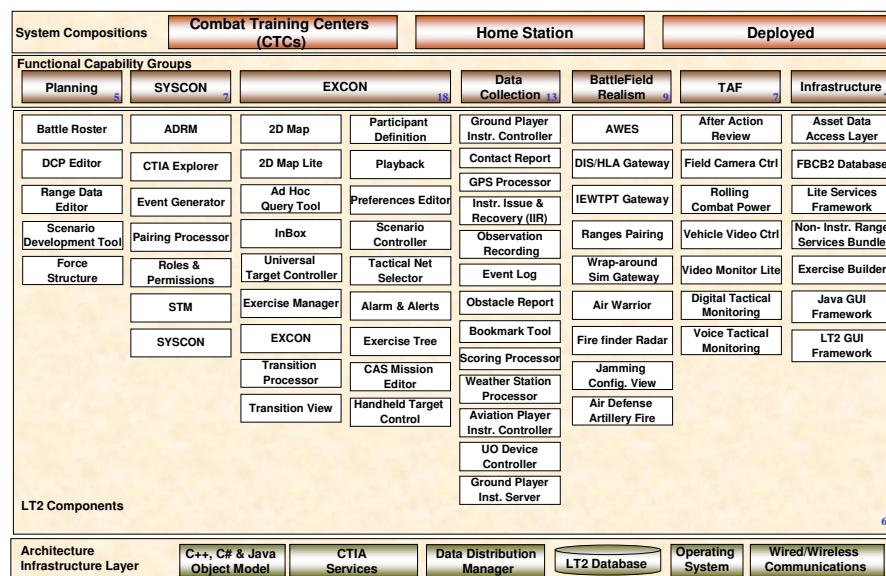 System Compositions
Combat Training Centers
(CTCs)
Home Station
Deployed
Functional Capability Groups
Planning 5
SYSCON 7
EXCON 18
Data
Collection 13
BattleField
Realism 9
TAF 7
Infrastructure
Battle Roster
DCP Editor
Range Data
Editor
Scenario
Development Tool
Force
Structure
ADRM
CTIA Explorer
Event Generator
Pairing Processor
Roles &
Permissions
STM
SYSCON
2D Map
2D Map Lite
Ad Hoc
Query Tool
InBox
Universal
Target Controller
Exercise Manager
EXCON
Transition
Processor
Transition View
Participant
Definition
Playback
Preferences Editor
Scenario
Controller
Tactical Net
Selector
Alarm & Alerts
Exercise Tree
CAS Mission
Editor
Handheld Target
Control
Ground Player
Instr. Controller
Contact Report
GPS Processor
Instr. Issue &
Recovery (IIR)
Observation
Recording
Event Log
Obstacle Report
Bookmark Tool
Scoring Processor
Weather Station
Processor
Aviation Player
Instr. Controller
UO Device
Controller
Ground Player
Inst. Server
AWES
DIS/HLA Gateway
IEWTPT Gateway
Ranges Pairing
Wrap-around
Sim Gateway
Air Warrior
Fire finder Radar
Jamming
Config. View
Air Defense
Artillery Fire
After Action
Review
Field Camera Ctrl
Rolling
Combat Power
Vehicle Video Ctrl
Video Monitor Lite
Digital Tactical
Monitoring
Voice Tactical
Monitoring
Asset Data
Access Layer
FBCB2 Database
Lite Services
Framework
Non- Instr. Range
Services Bundle
Exercise Builder
Java GUI
Framework
LT2 GUI
Framework
LT2 Components
6
Architecture
Infrastructure Layer
C++, C# & Java
Object Model
CTIA
Services
Data Distribution
Manager
LT2 Database
Operating
System
Wired/Wireless
Communications